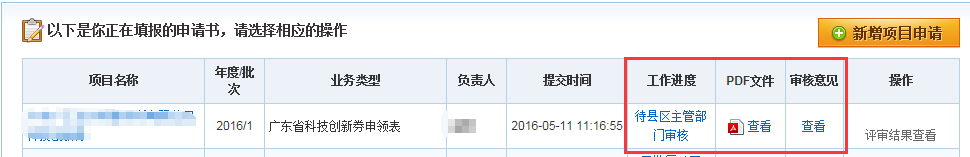 以下是你正在填报的申请书，请选择相应的操作
新增项目申请
项目名称 年度/批次 业务类型 负责人 提交时间 工作进度 PDF文件 审核意见 操作
2016/1 广东省科技创新券申领表 2016-05-11 11:16:55 待县区主管部门审核 查看 查看 评审结果查看